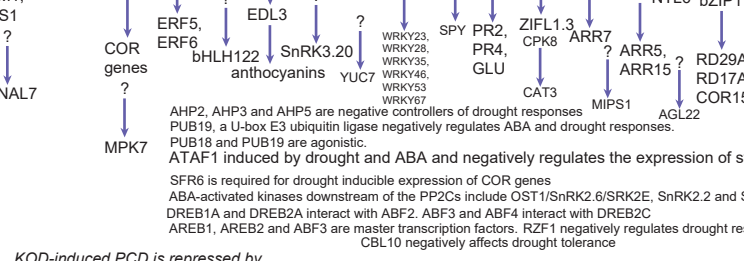 S1
?
NAL7
COR
genes
?
MPK7
ERF5,
ERF6
bHLH122
EDL3
anthocyanins
SnRK3.20
?
YUC7
WRKY23,
WRKY28,
WRKY35,
WRKY46,
WRKY53
WRKY67
SPY
PR2,
PR4,
GLU
ZIFL1.3
CPK8
CAT3
ARR7
?
MIPS1
ARR5,
ARR15
?
AGL22
RD29A
RD17A
COR15
AHP2, AHP3 and AHP5 are negative controllers of drought responses
PUB19, a U-box E3 ubiquitin ligase negatively regulates ABA and drought responses.
PUB18 and PUB19 are agonistic.
ATAF1 induced by drought and ABA and negatively regulates the expression of s
SFR6 is required for drought inducible expression of COR genes
ABA-activated kinases downstream of the PP2Cs include OST1/SnRK2.6/SRK2E, SnRK2.2 and S
DREB1A and DREB2A interact with ABF2. ABF3 and ABF4 interact with DREB2C
AREB1, AREB2 and ABF3 are master transcription factors. RZF1 negatively regulates drought res
CBL10 negatively affects drought tolerance
KOD-induced PCD is repressed by